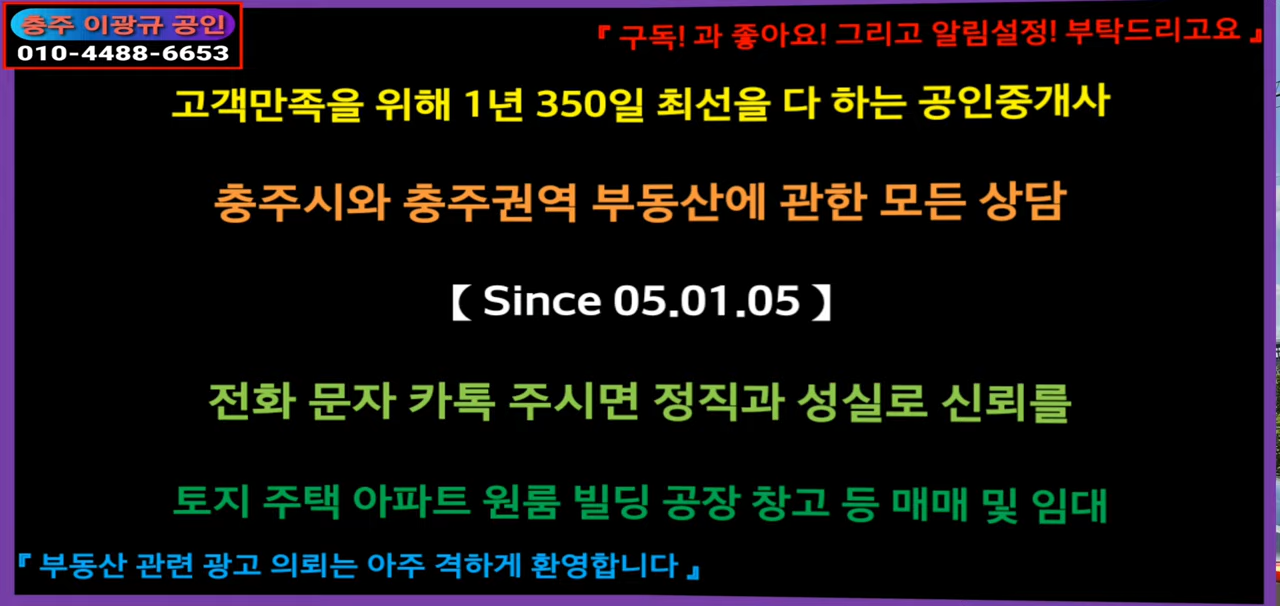 충주 이광규 공인
010-4488-6653
『 구독! 과 좋아요! 그리고 알림설정! 부탁드리고요 』
고객만족을 위해 1년 350일 최선을 다 하는 공인중개사
충주시와 충주권역 부동산에 관한 모든 상담
【 Since 05.01.05 】
전화 문자 카톡 주시면 정직과 성실로 신뢰를
토지 주택 아파트 원룸 빌딩 공장 창고 등 매매 및 임대
『 부동산 관련 광고 의뢰는 아주 격하게 환영합니다 』